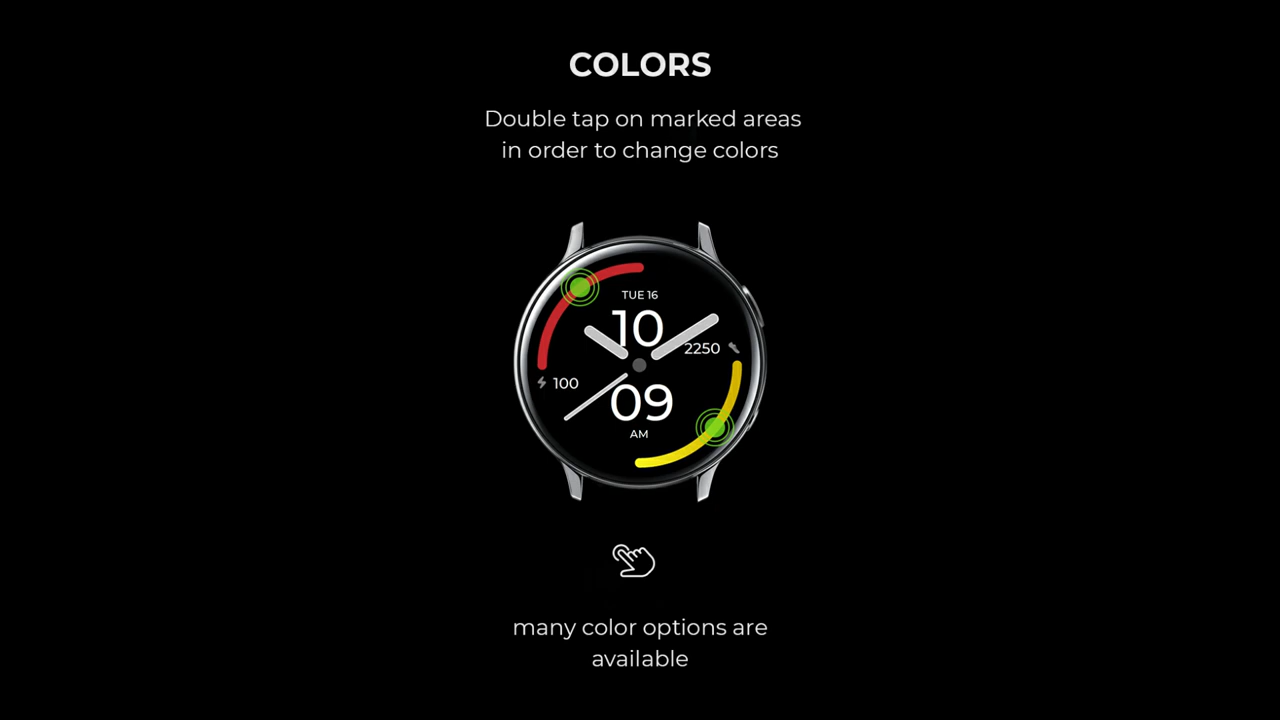 COLORS
Double tap on marked areas
in order to change colors
TUE 16
10
2250
100
09
AM
many color options are
available